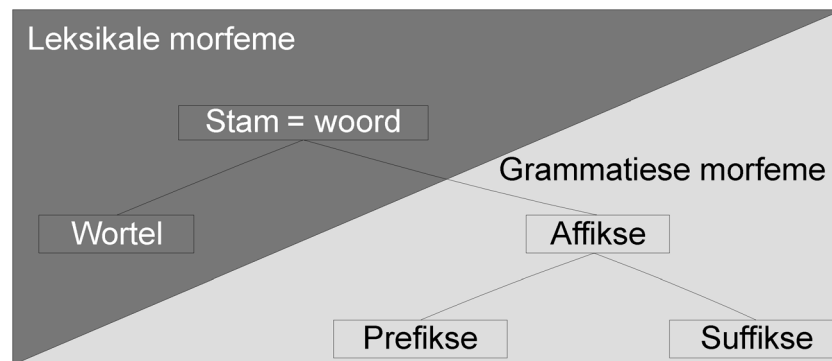 Leksikale morfeme
Stam = woord
Grammatiese morfeme
Wortel
Affikse
Prefikse
Suffikse